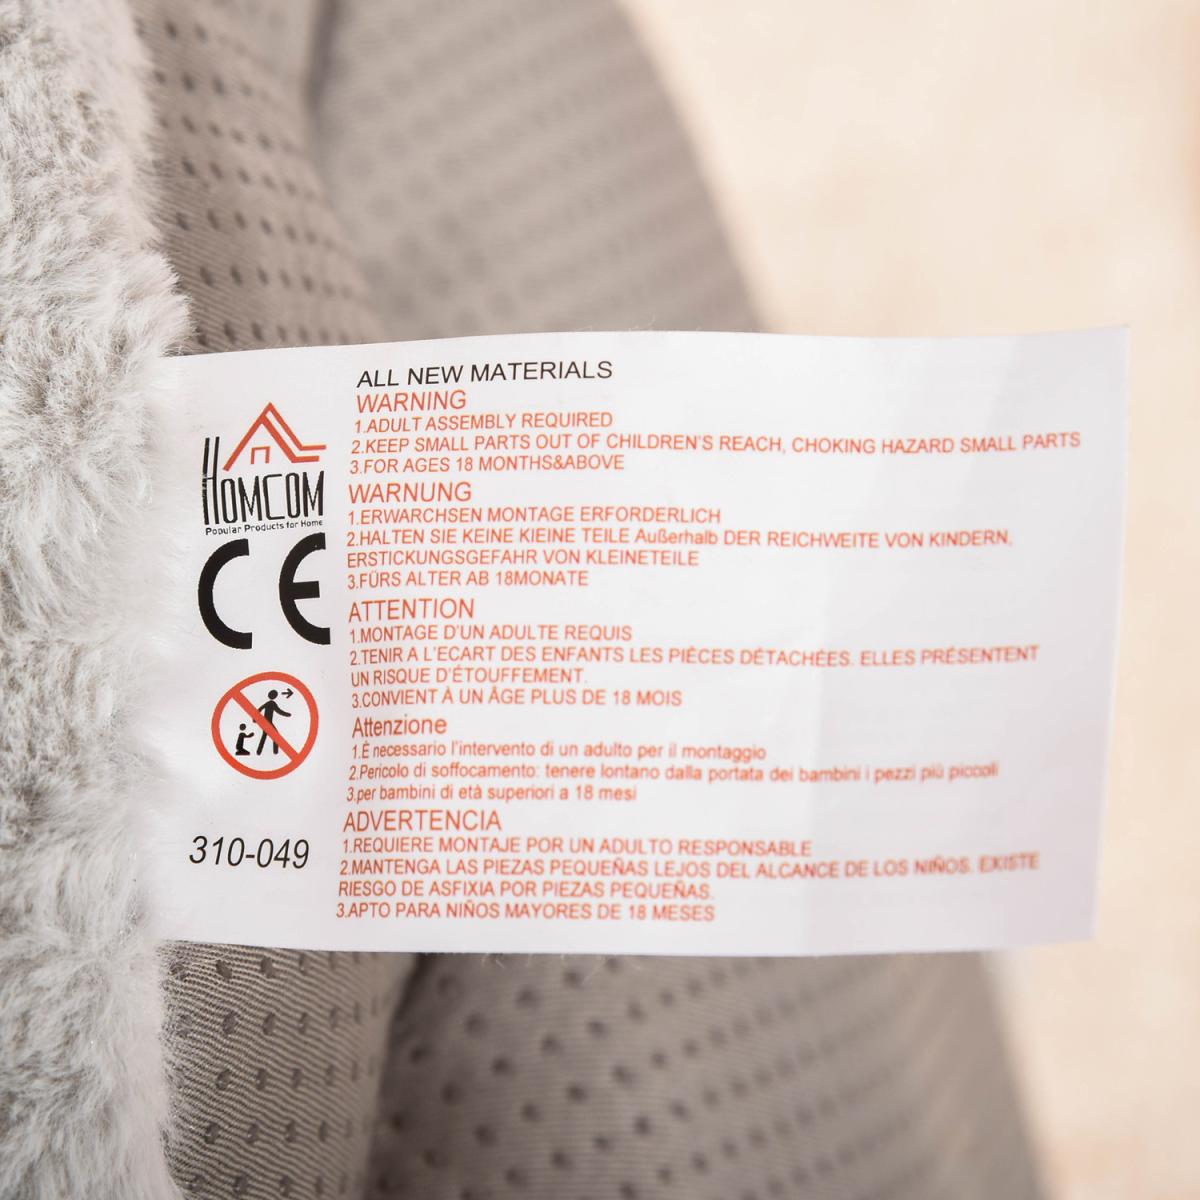 HOMCOM
Popular Products for Home
CE
310-049
ALL NEW MATERIALS
WARNING
1.ADULT ASSEMBLY REQUIRED
2.KEEP SMALL PARTS OUT OF CHILDREN'S REACH, CHOKING HAZARD SMALL PARTS
3.FOR AGES 18 MONTHS&ABOVE
WARNUNG
1.ERWARCHSEN MONTAGE ERFORDERLICH
2.HALTEN SIE KEINE KIEINE TEILE Außerhalb DER REICHWEITE VON KINDERN,
ERSTICKUNGSGEFAHR VON KLEINETEILE
3.FÜRS ALTER AB 18MONATE
ATTENTION
1.MONTAGE D'UN ADULTE REQUIS
2.TENIR A L'ECART DES ENFANTS LES PIÈCES DÉTACHÉES. ELLES PRÉSENTENT
UN RISQUE D'ÉTOUFFEMENT.
3.CONVIENT À UN ÂGE PLUS DE 18 MOIS
Attenzione
1.È necessario l'intervento di un adulto per il montaggio
2.Pericolo di soffocamento: tenere lontano dalla portata dei bambini i pezzi più piccoli
3.per bambini di età superiori a 18 mesi
ADVERTENCIA
1.REQUIERE MONTAJE POR UN ADULTO RESPONSABLE
2.MANTENGA LAS PIEZAS PEQUEÑAS LEJOS DEL ALCANCE DE LOS NIÑOS. EXISTE
RIESGO DE ASFIXIA POR PIEZAS PEQUEÑAS.
3.APTO PARA NIÑOS MAYORES DE 18 MESES